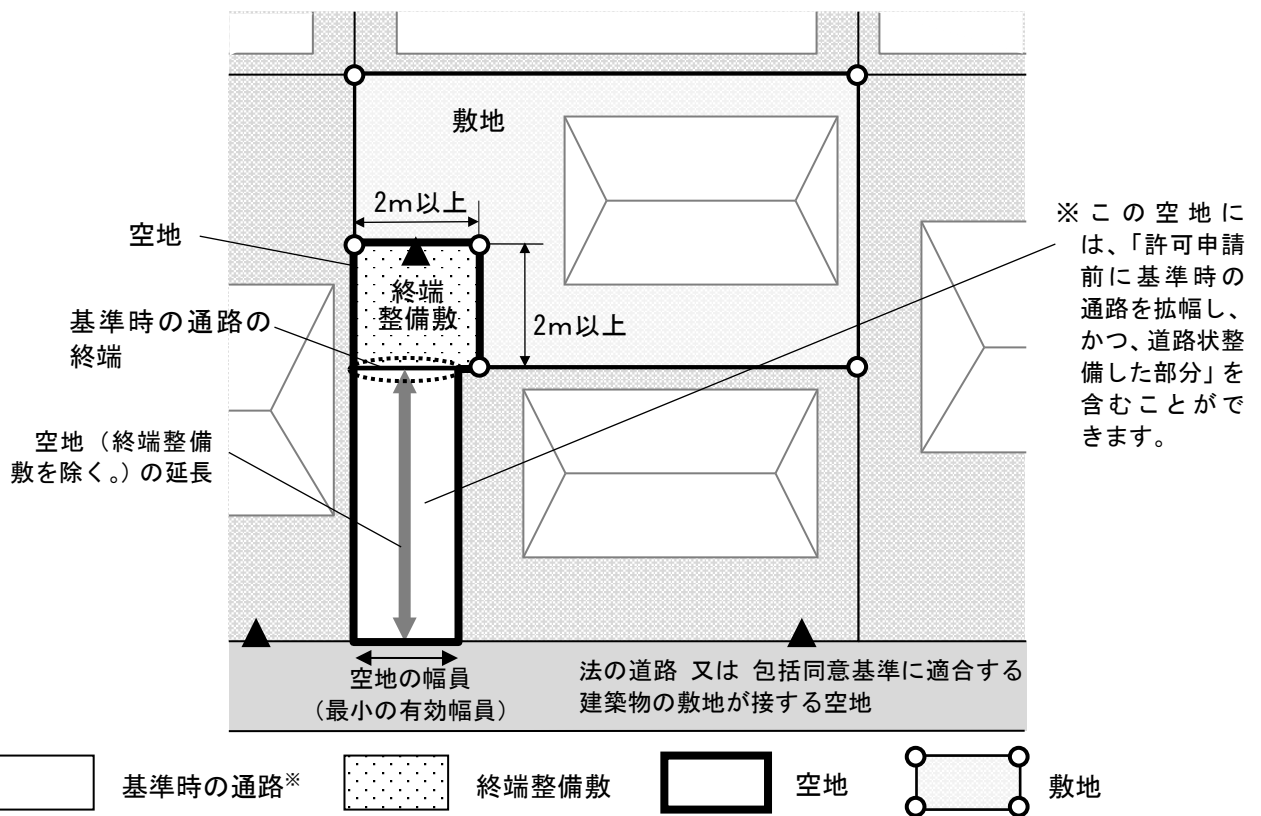 敷地
2m以上
空地
終端
整備敷
2m以上
基準時の通路の
終端
空地（終端整備
敷を除く。）の延長
※この空地に
は、「許可申請
前に基準時の
通路を拡幅し、
かつ、道路状整
備した部分」を
含むことがで
きます。
空地の幅員
（最小の有効幅員）
法の道路 又は 包括同意基準に適合する
建築物の敷地が接する空地
基準時の通路※
終端整備敷
空地
敷地